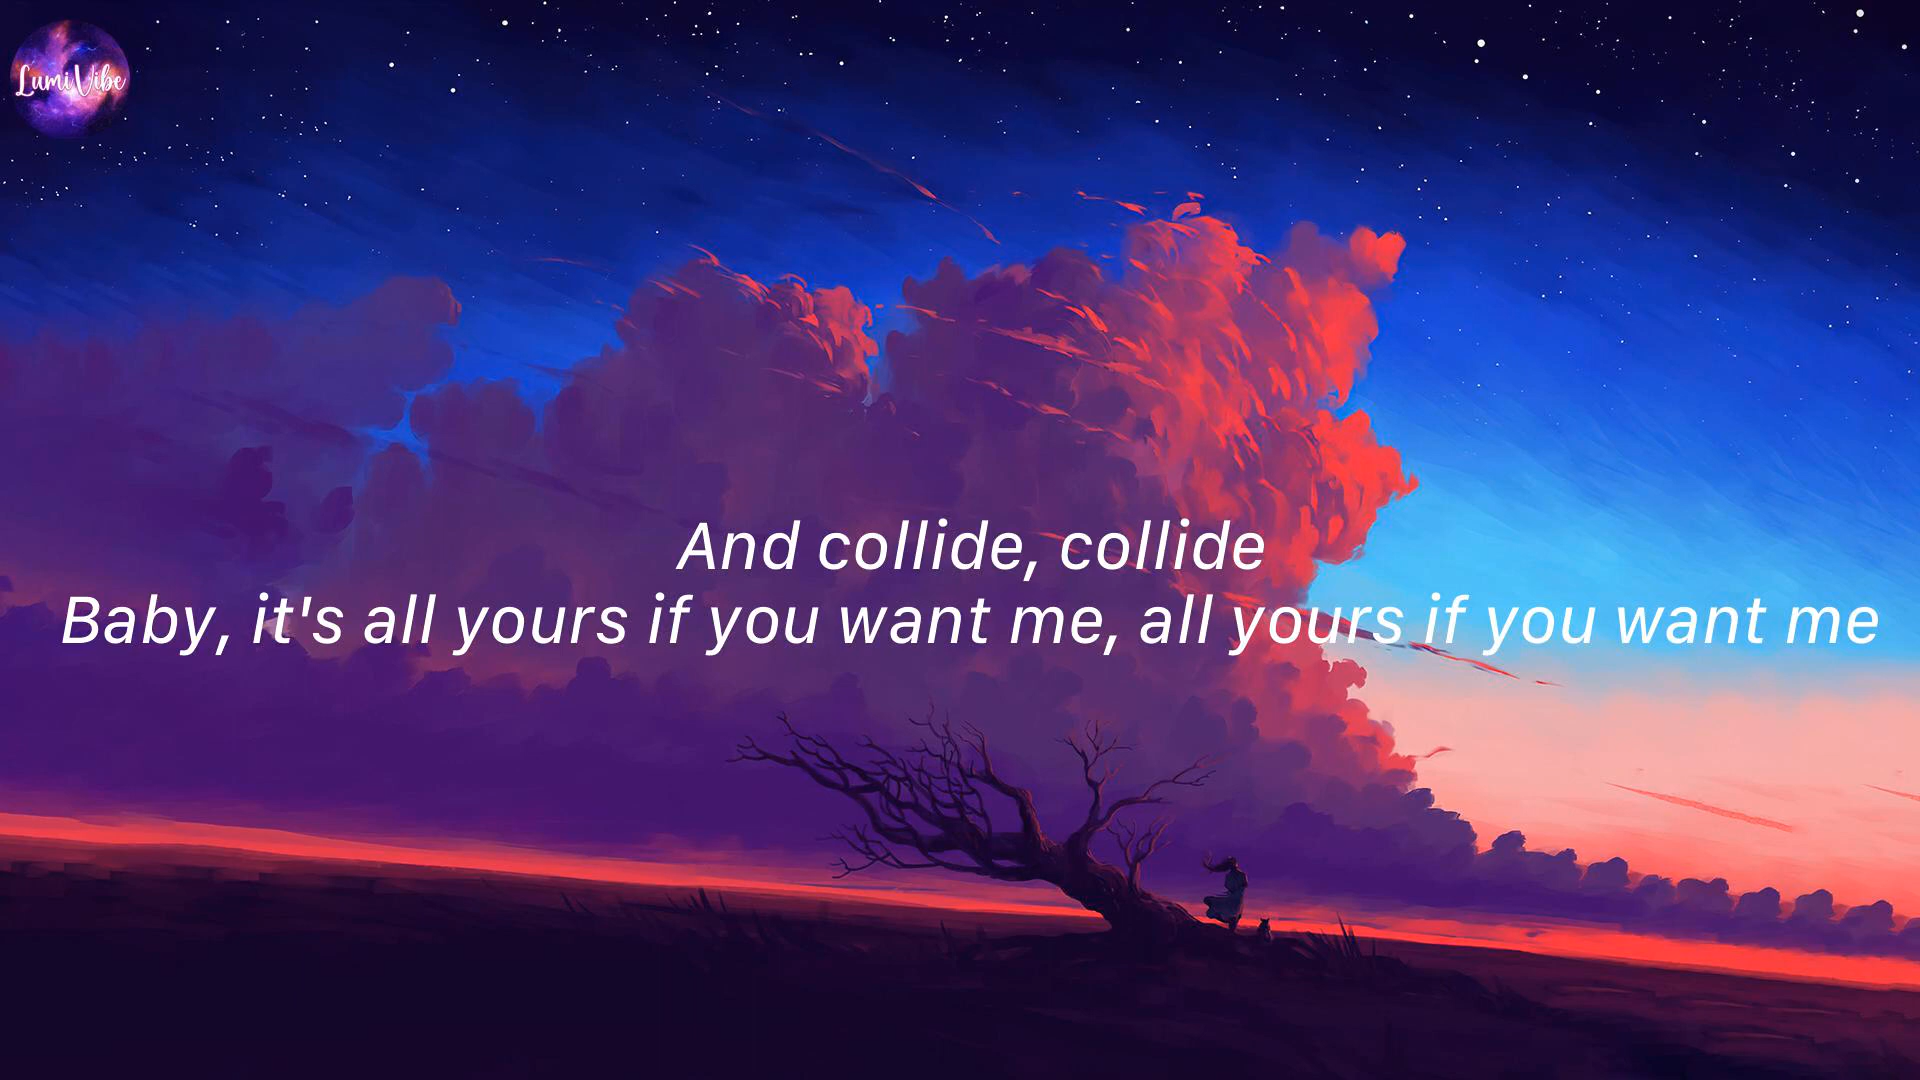 LumiVibe
And collide, collide
Baby, it's all yours if you want me, all yours if you want me